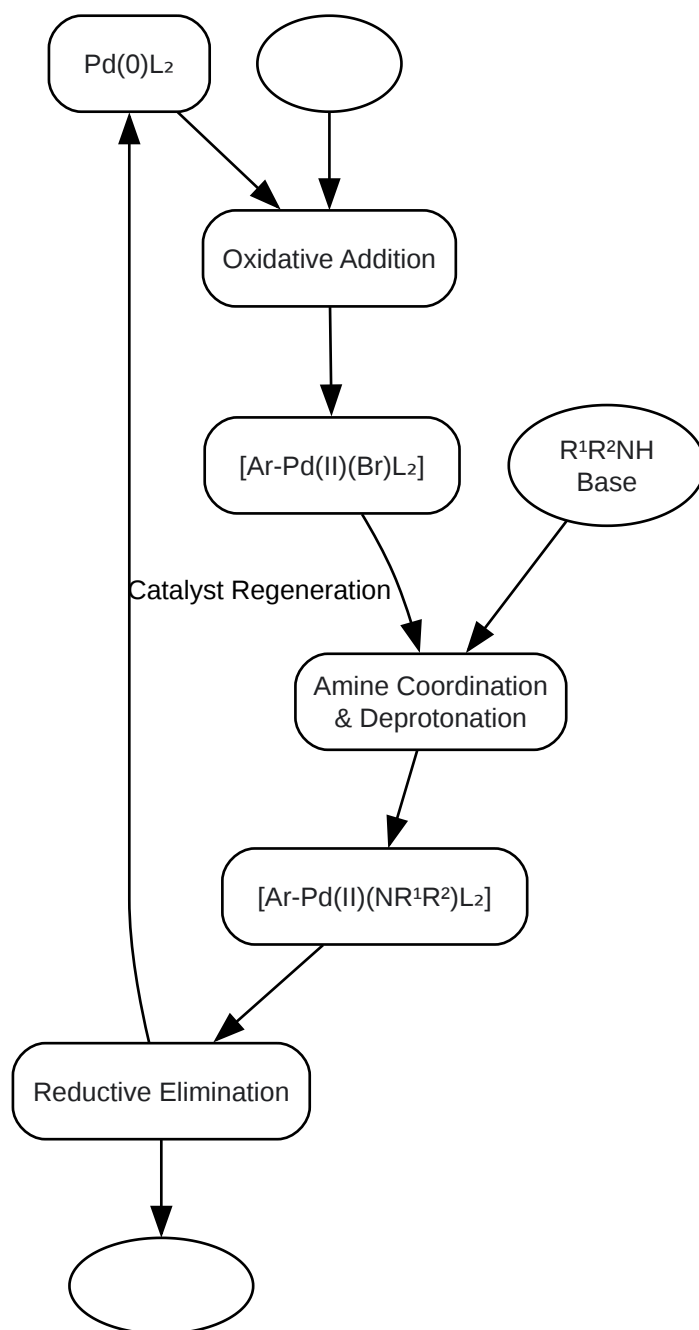 Pd(0)L₂
Oxidative Addition
[Ar-Pd(II)(Br)L₂]
R¹R²NH
Base
Catalyst Regeneration
Amine Coordination
& Deprotonation
[Ar-Pd(II)(NR¹R²)L₂]
Reductive Elimination